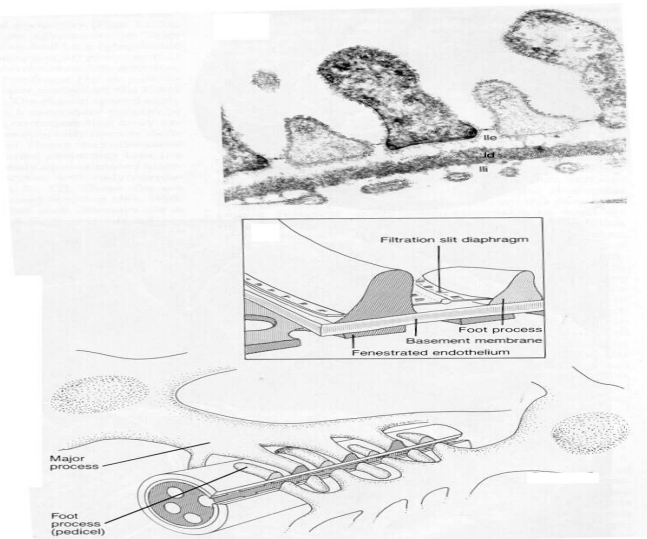 lle
ld
lli
Filtration slit diaphragm
Foot process
Basement membrane
Fenestrated endothelium
Major
process
Foot
process
(pedicel)